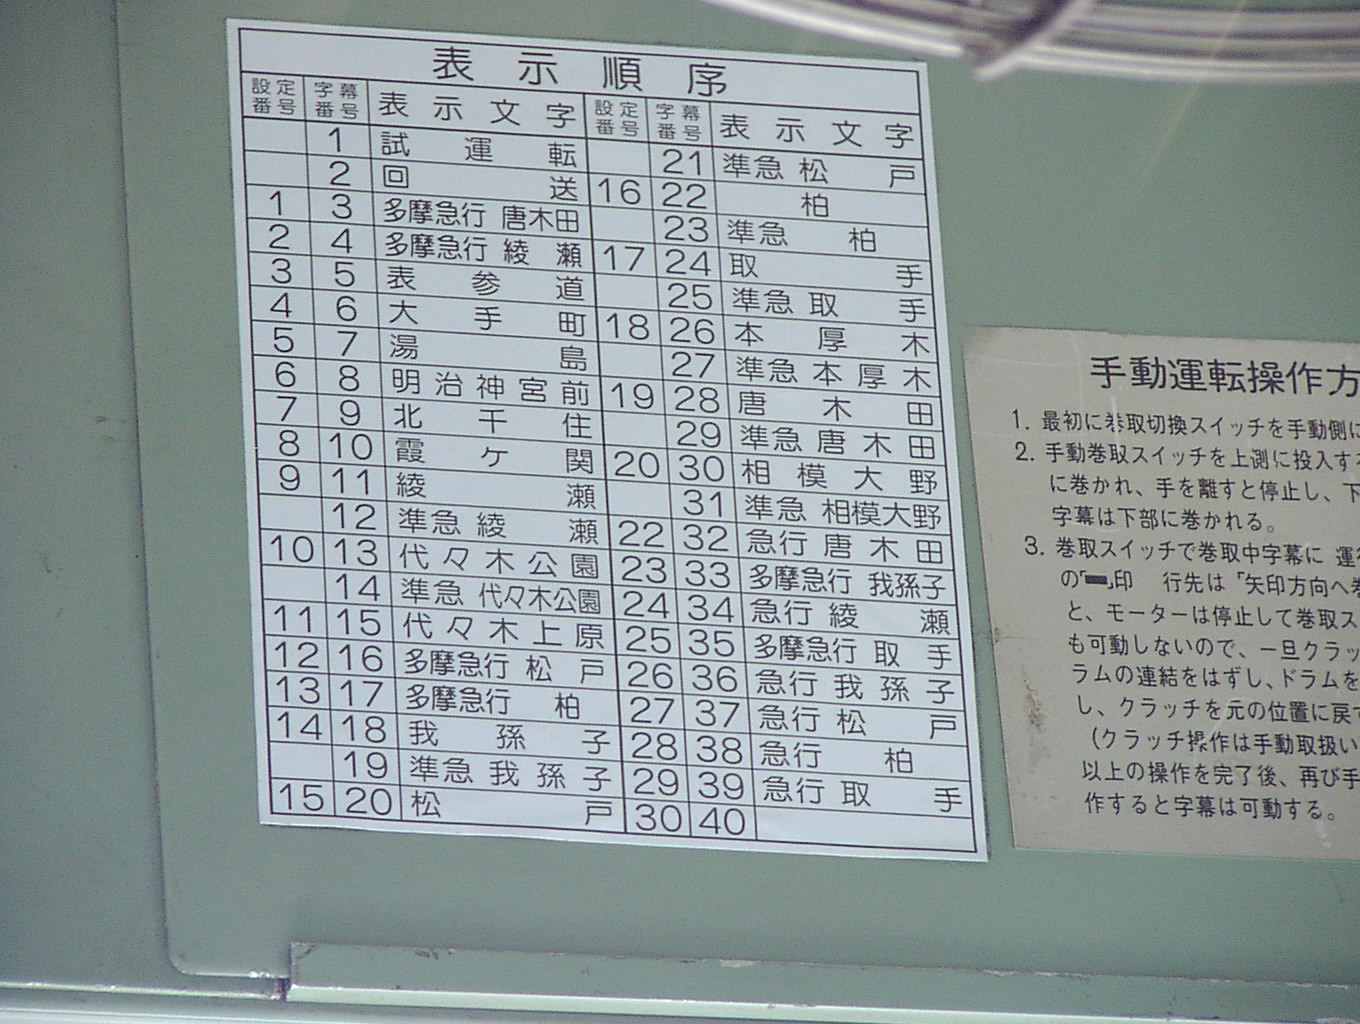 表示順序
設定番号 字幕番号 表示文字 設定番号 字幕番号 表示文字
1 試運転
2 回送
1 3 多摩急行 唐木田
2 4 多摩急行 綾瀬
3 5 表参道
4 6 大手町
5 7 湯島
6 8 明治神宮前
7 9 北千住
8 10 霞ケ関
9 11 綾瀬
12 準急 綾瀬
10 13 代々木公園
14 準急 代々木公園
11 15 代々木上原
12 16 多摩急行 松戸
13 17 多摩急行 柏
14 18 我孫子
19 準急 我孫子
15 20 松戸
21 準急 松戸
16 22 柏
23 準急 柏
17 24 取手
25 準急 取手
18 26 本厚木
27 準急 本厚木
19 28 唐木田
29 準急 唐木田
20 30 相模大野
31 準急 相模大野
22 32 急行 唐木田
23 33 多摩急行 我孫子
24 34 急行 綾瀬
25 35 多摩急行 取手
26 36 急行 我孫子
27 37 急行 松戸
28 38 急行 柏
29 39 急行 取手
30 40
手動運転操作方
1. 最初に巻取切換スイッチを手動側に
2. 手動巻取スイッチを上測に投入する
に巻かれ、手を離すと停止し、下
字幕は下部に巻かれる。
3. 巻取スイッチで巻取中字幕に 運
の「▬」印 行先は「矢印方向へ巻
と、モーターは停止して巻取ス
も可動しないので、一旦クラッ
ラムの連結をはずし、ドラムを
し、クラッチを元の位置に戻す
(クラッチ操作は手動取扱い
以上の操作を完了後、再び手
作すると字幕は可動する。